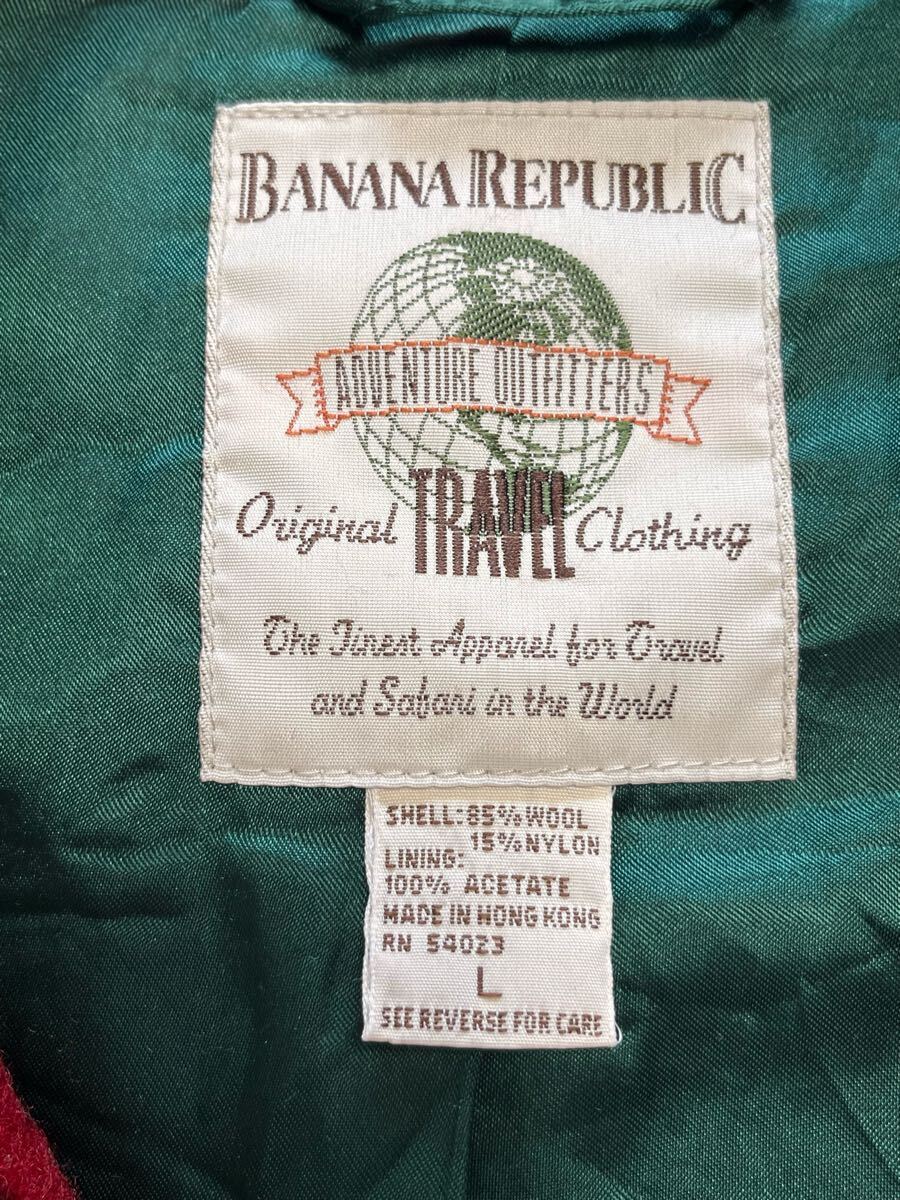 BANANA REPUBLIC
ADVENTURE OUTFITTERS
Original TRAVEL Clothing
The Finest Apparel for Travel
and Safari in the World
SHELL: 85% WOOL
15% NYLON
LINING:
100% ACETATE
MADE IN HONG KONG
RN 54023
L
SEE REVERSE FOR CARE